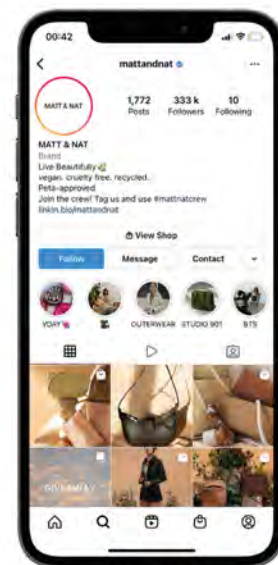 00:42
mattandnat
MATT & NAT
1,772 333 k 10
Posts Followers Following
MATT & NAT
Brand
Live Beautifully
vegan. cruelty free. recycled.
Peta-approved
Join the crew! Tag us and use #mattnatcrew
linkin.bio/mattandnat
View Shop
Follow Message Contact
YDAY OUTERWEAR STUDIO 901 BTS
GIVEAWAY